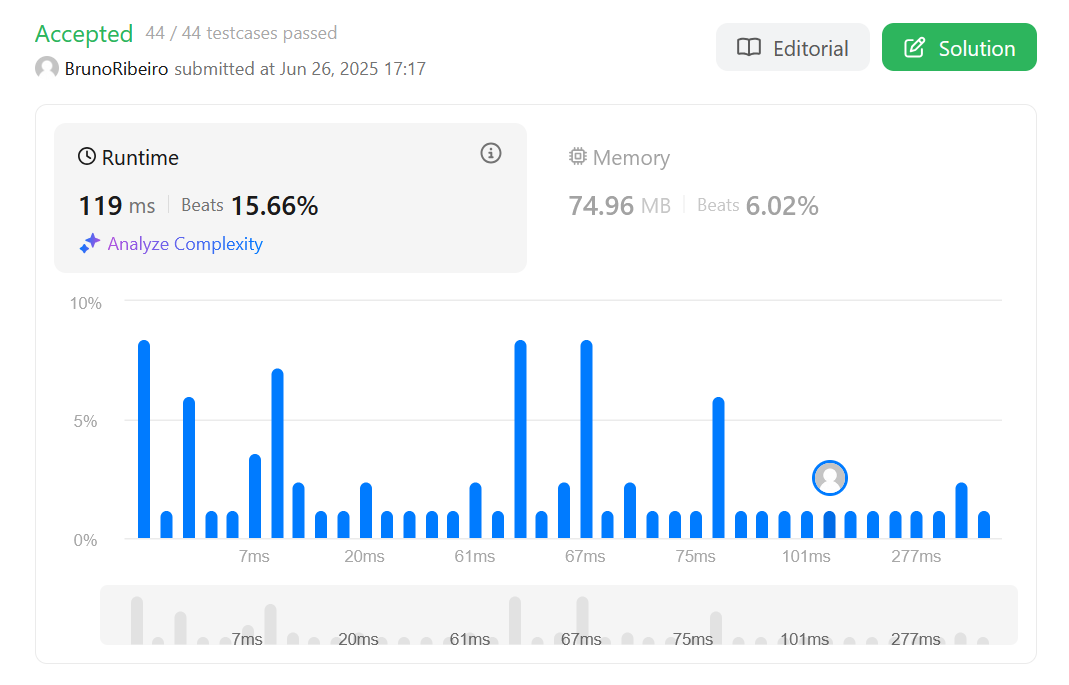 Accepted 44 / 44 testcases passed
Editorial
Solution
BrunoRibeiro submitted at Jun 26, 2025 17:17
Runtime
Memory
119 ms Beats 15.66%
74.96 MB Beats 6.02%
Analyze Complexity
10%
5%
0%
7ms 20ms 61ms 67ms 75ms 101ms 277ms
7ms 20ms 61ms 67ms 75ms 101ms 277ms